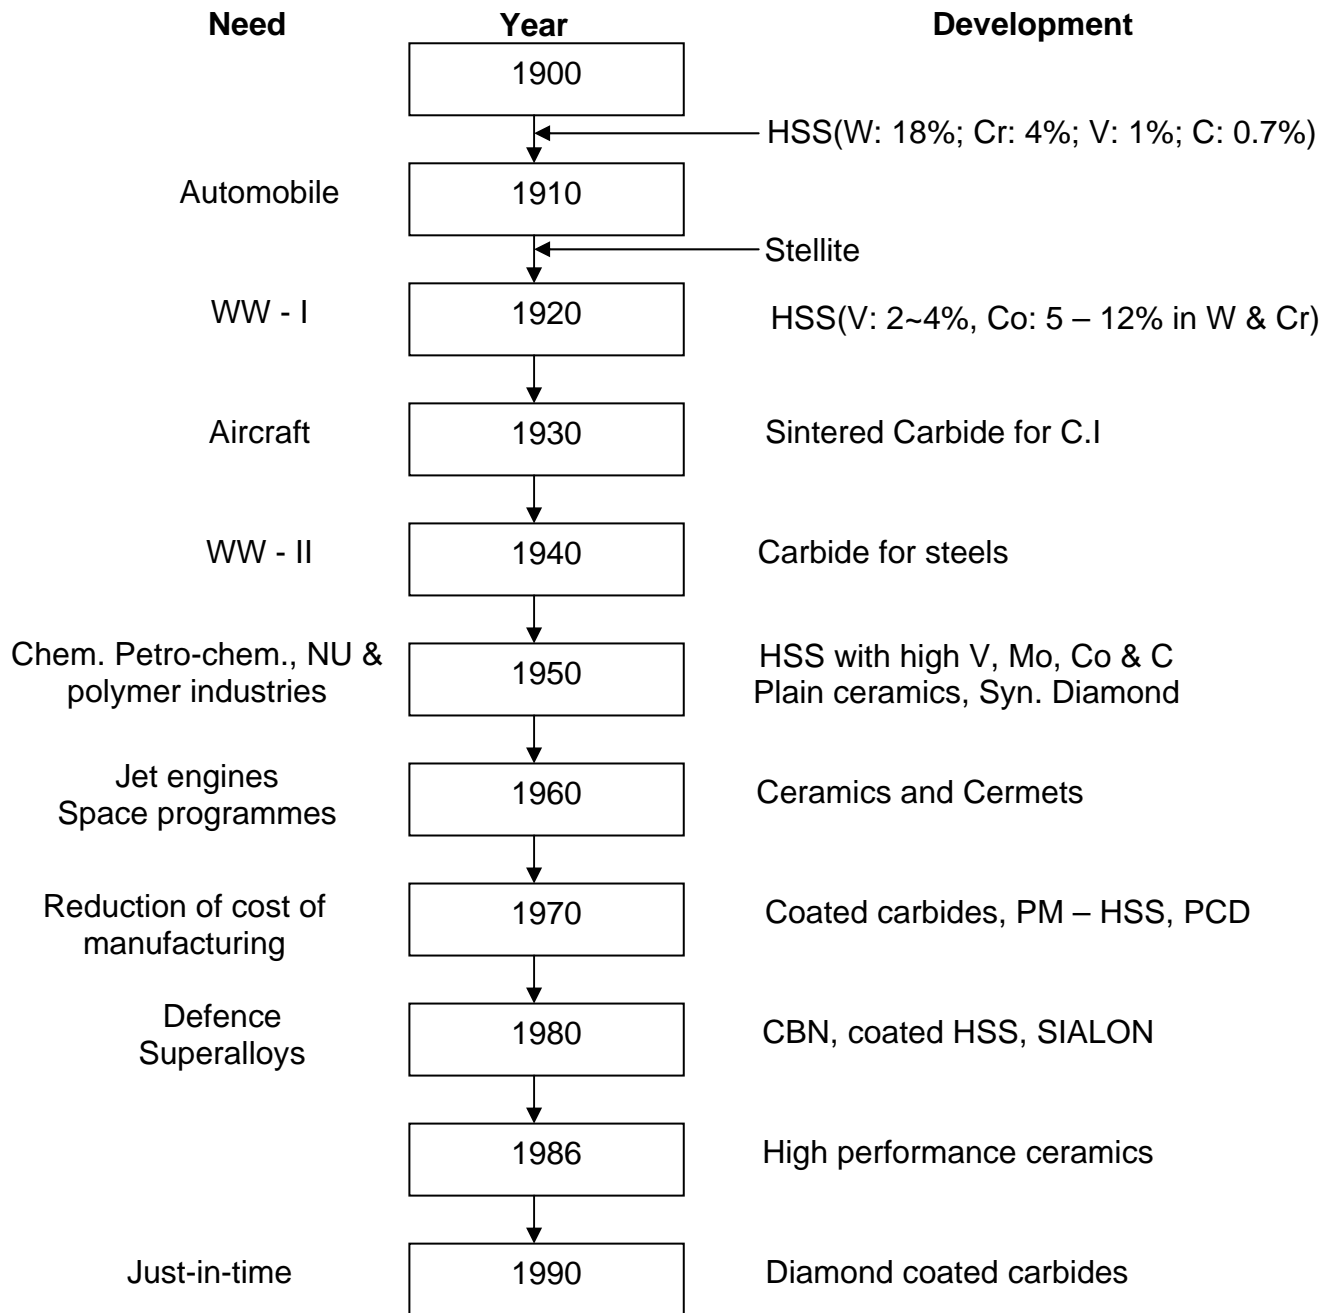 Need Year Development
1900
HSS(W: 18%; Cr: 4%; V: 1%; C: 0.7%)
Automobile 1910
Stellite
WW - I 1920 HSS(V: 2~4%, Co: 5 – 12% in W & Cr)
Aircraft 1930 Sintered Carbide for C.I
WW - II 1940 Carbide for steels
Chem. Petro-chem., NU &
polymer industries
1950
HSS with high V, Mo, Co & C
Plain ceramics, Syn. Diamond
Jet engines
Space programmes
1960
Ceramics and Cermets
Reduction of cost of
manufacturing
1970
Coated carbides, PM – HSS, PCD
Defence
Superalloys
1980
CBN, coated HSS, SIALON
1986 High performance ceramics
Just-in-time 1990 Diamond coated carbides